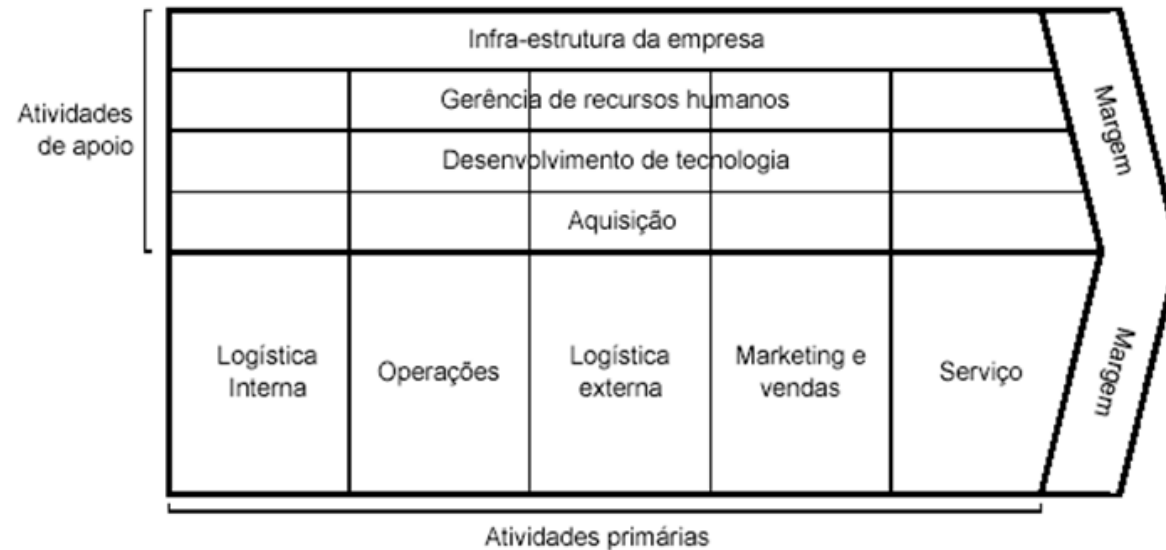 Infra-estrutura da empresa
Atividades
de apoio
Gerência de recursos humanos
Desenvolvimento de tecnologia
Aquisição
Margem
Logística
Interna
Operações
Logística
externa
Marketing e
vendas
Serviço
Margem
Atividades primárias